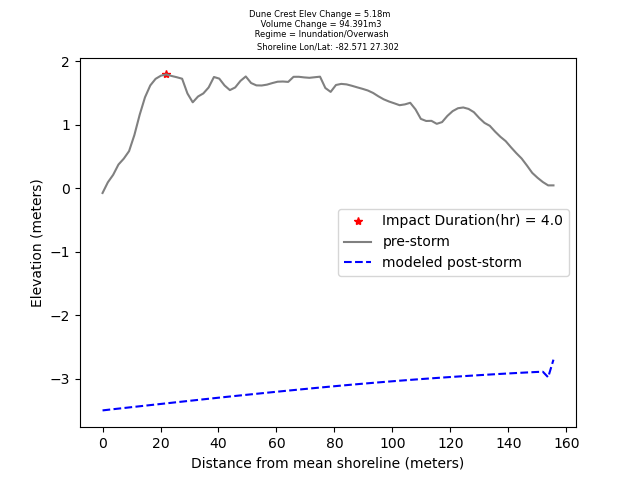 Dune Crest Elev Change = 5.18m
Volume Change = 94.391m3
Regime = Inundation/Overwash
Shoreline Lon/Lat: -82.571 27.302
2
1
0
−1
−2
−3
Elevation (meters)
Impact Duration(hr) = 4.0
pre-storm
modeled post-storm
0 20 40 60 80 100 120 140 160
Distance from mean shoreline (meters)